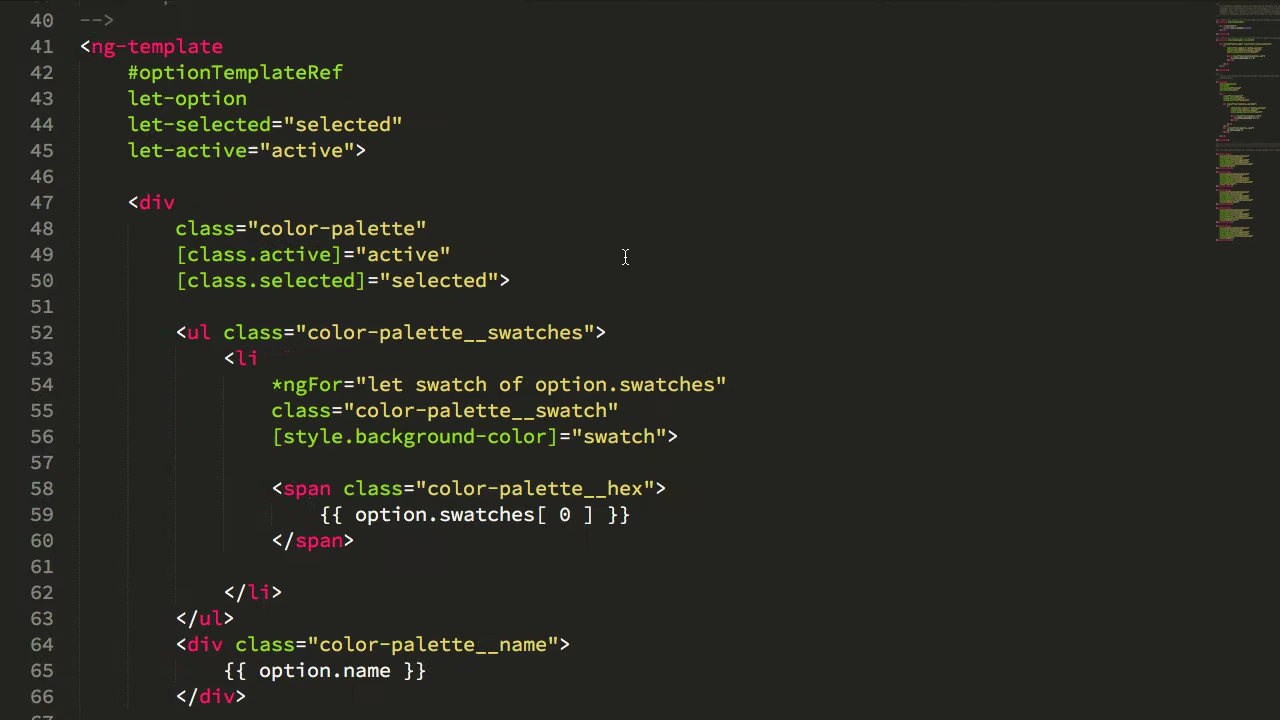 40 -->
41 <ng-template
42 #optionTemplateRef
43 let-option
44 let-selected="selected"
45 let-active="active">
46
47 <div
48 class="color-palette"
49 [class.active]="active"
50 [class.selected]="selected">
51
52 <ul class="color-palette__swatches">
53 <li
54 *ngFor="let swatch of option.swatches"
55 class="color-palette__swatch"
56 [style.background-color]="swatch">
57
58 <span class="color-palette__hex">
59 {{ option.swatches[ 0 ] }}
60 </span>
61
62 </li>
63 </ul>
64 <div class="color-palette__name">
65 {{ option.name }}
66 </div>